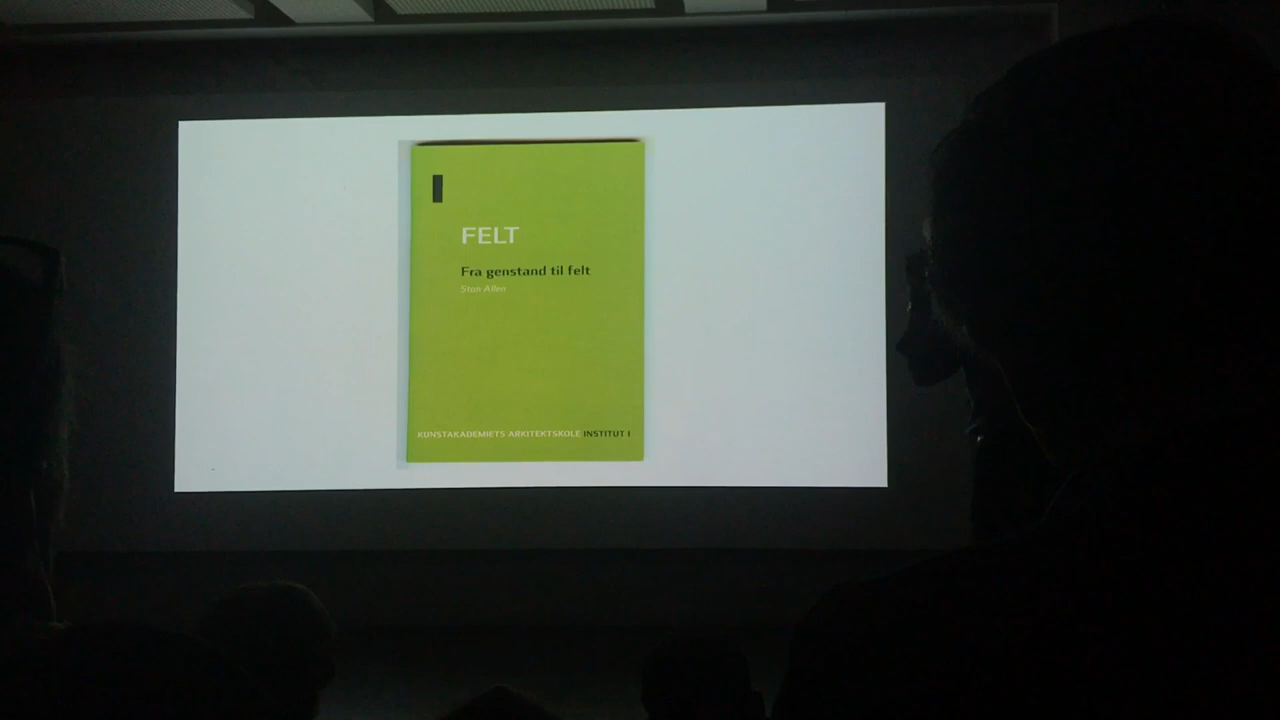 FELT
Fra genstand til felt
Stan Allen
KUNSTAKADEMIETS ARKITEKTSKOLE INSTITUT I